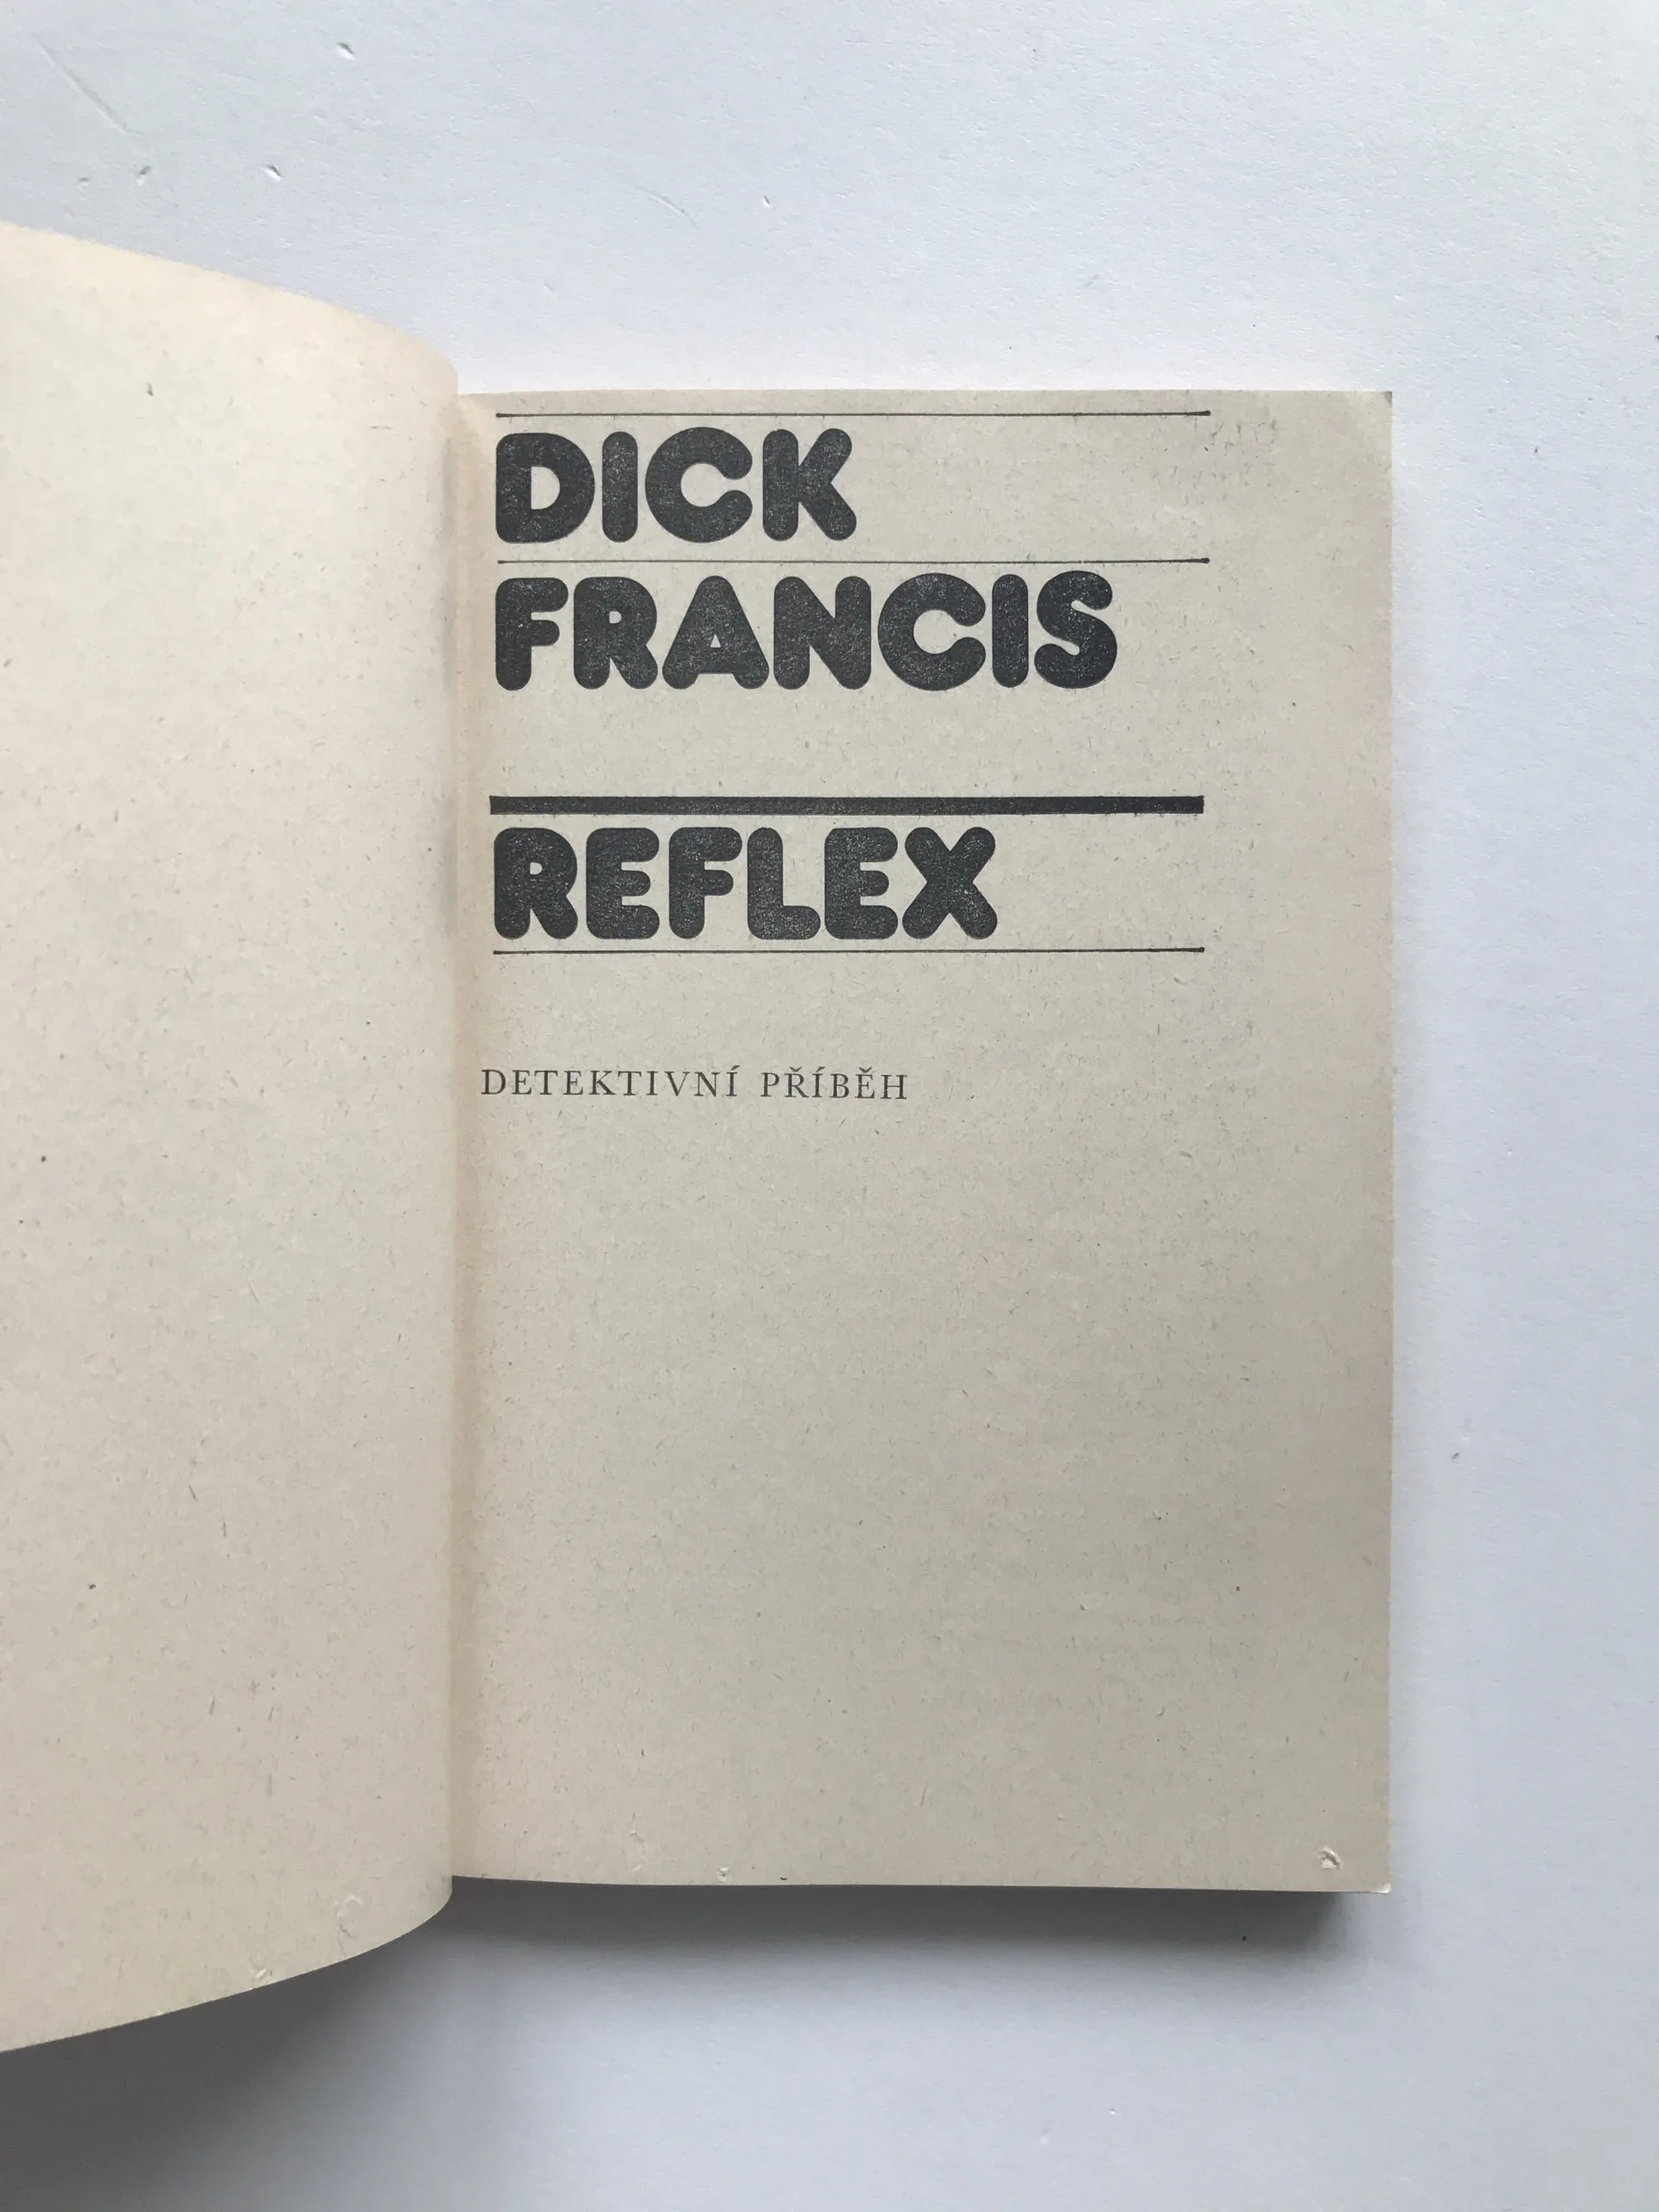 DICK
FRANCIS
REFLEX
DETEKTIVNÍ PŘÍBĚH